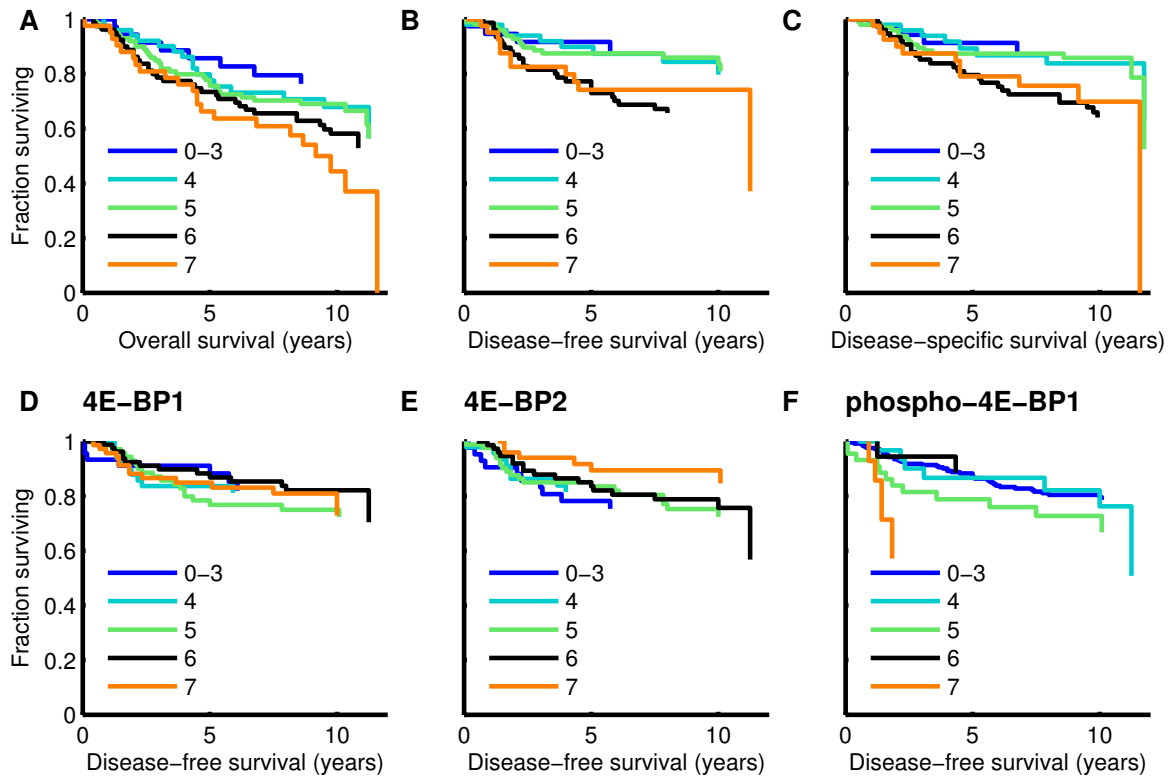 A
B
C
1
0.8
0.6
0.4
0.2
0
Fraction surviving
0−3
4
5
6
7
0−3
4
5
6
7
0−3
4
5
6
7
0 5 10
0 5 10
0 5 10
Overall survival (years)
Disease−free survival (years)
Disease−specific survival (years)
D 4E−BP1
E 4E−BP2
F phospho−4E−BP1
1
0.8
0.6
0.4
0.2
0
Fraction surviving
0−3
4
5
6
7
0−3
4
5
6
7
0−3
4
5
6
7
0 5 10
0 5 10
0 5 10
Disease−free survival (years)
Disease−free survival (years)
Disease−free survival (years)